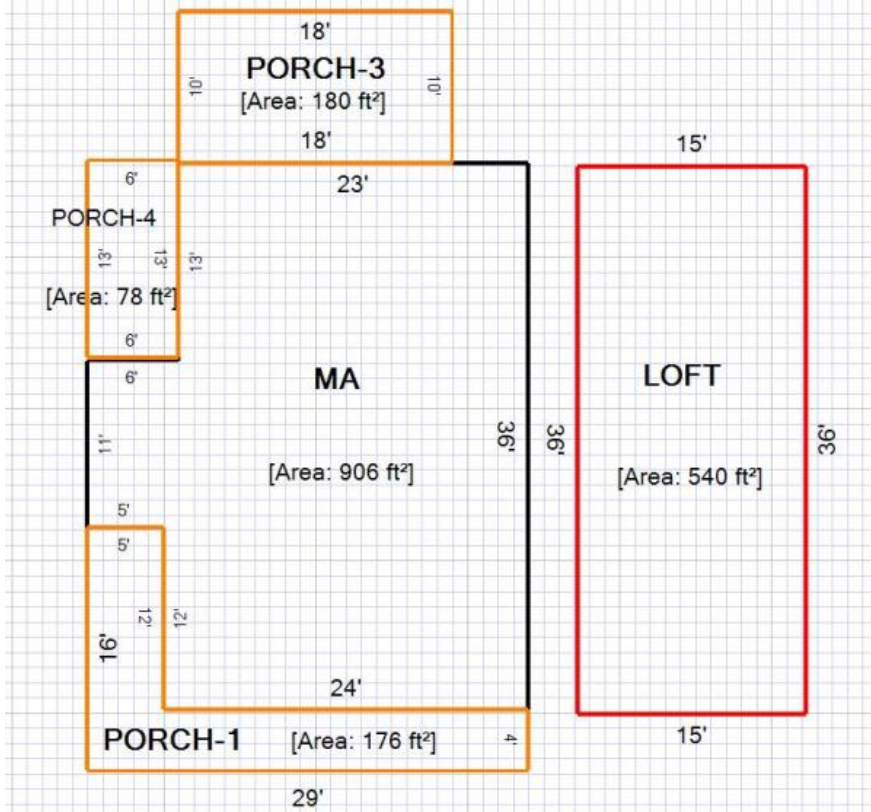 18'
PORCH-3
10'
10'
[Area: 180 ft²]
18'
15'
6'
23'
PORCH-4
13'
13'
13'
[Area: 78 ft²]
6'
6'
MA
LOFT
11'
36'
36'
36'
[Area: 906 ft²]
[Area: 540 ft²]
5'
5'
12'
12'
16'
24'
PORCH-1
[Area: 176 ft²]
4'
15'
29'